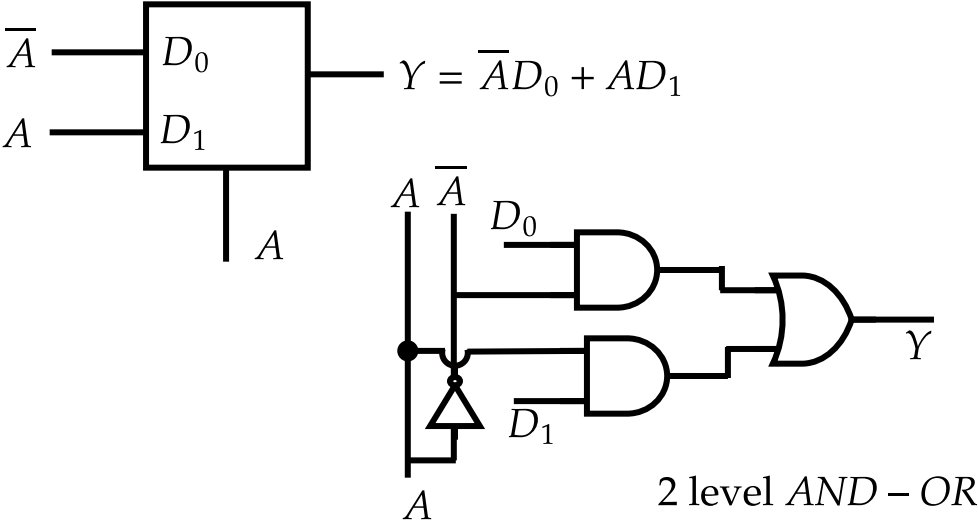 A̅ D₀
Y = A̅D₀ + AD₁
A D₁
A
A A̅
D₀
Y
D₁
A
2 level AND – OR